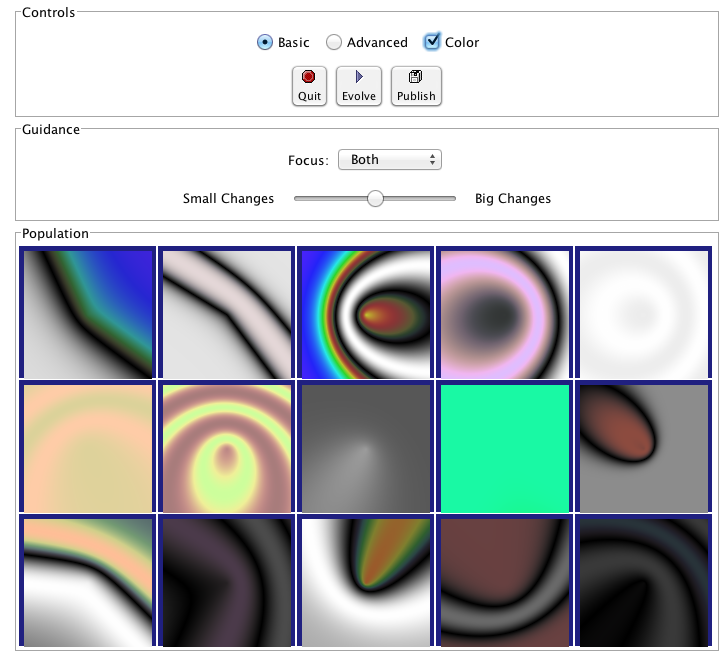 Controls
Basic Advanced Color
Quit Evolve Publish
Guidance
Focus: Both
Small Changes Big Changes
Population